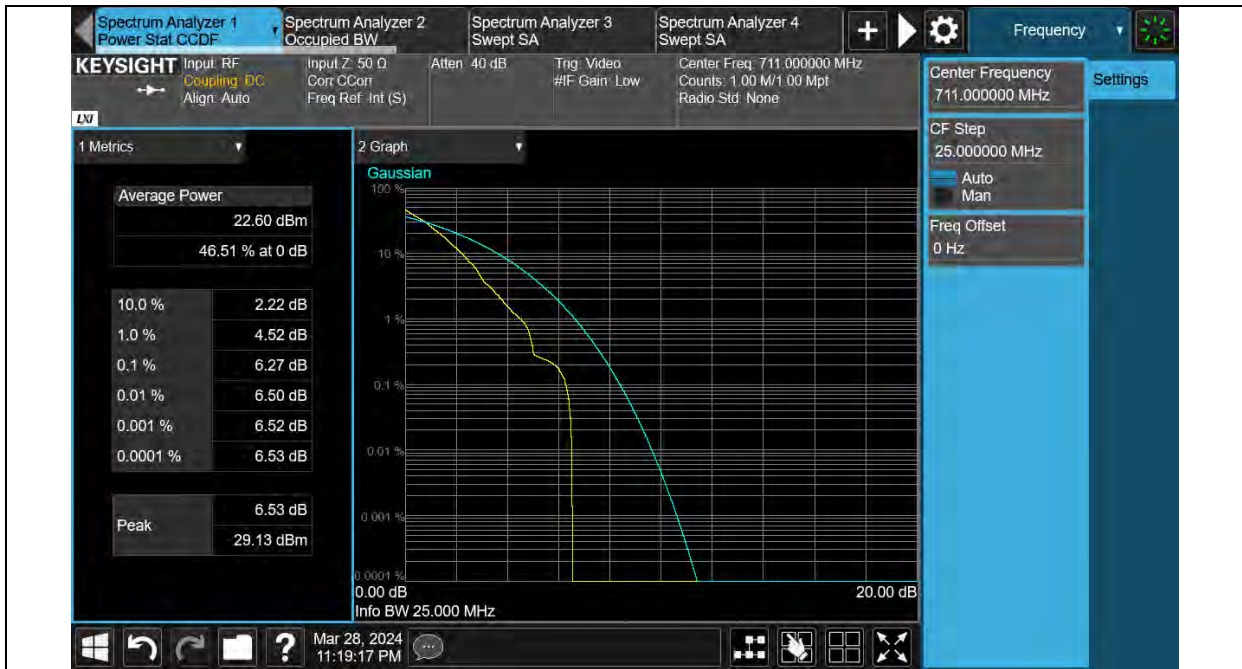 Spectrum Analyzer 1
Power Stat CCDF
Spectrum Analyzer 2
Occupied BW
Spectrum Analyzer 3
Swept SA
Spectrum Analyzer 4
Swept SA
+
Frequency
KEYSIGHT
LXI
Input: RF
Coupling: DC
Align: Auto
Input Z: 50 Ω
Corr CCorr
Freq Ref: Int (S)
Atten: 40 dB
Trig: Video
#IF Gain: Low
Center Freq: 711.000000 MHz
Counts: 1.00 M/1.00 Mpt
Radio Std: None
Center Frequency
711.000000 MHz
Settings
CF Step
25.000000 MHz
Auto
Man
Freq Offset
0 Hz
1 Metrics
Average Power
22.60 dBm
46.51 % at 0 dB
10.0 % 2.22 dB
1.0 % 4.52 dB
0.1 % 6.27 dB
0.01 % 6.50 dB
0.001 % 6.52 dB
0.0001 % 6.53 dB
Peak
6.53 dB
29.13 dBm
2 Graph
Gaussian
100 %
10 %
1 %
0.1 %
0.01 %
0.001 %
0.0001 %
0.00 dB 20.00 dB
Info BW 25.000 MHz
?
Mar 28, 2024
11:19:17 PM